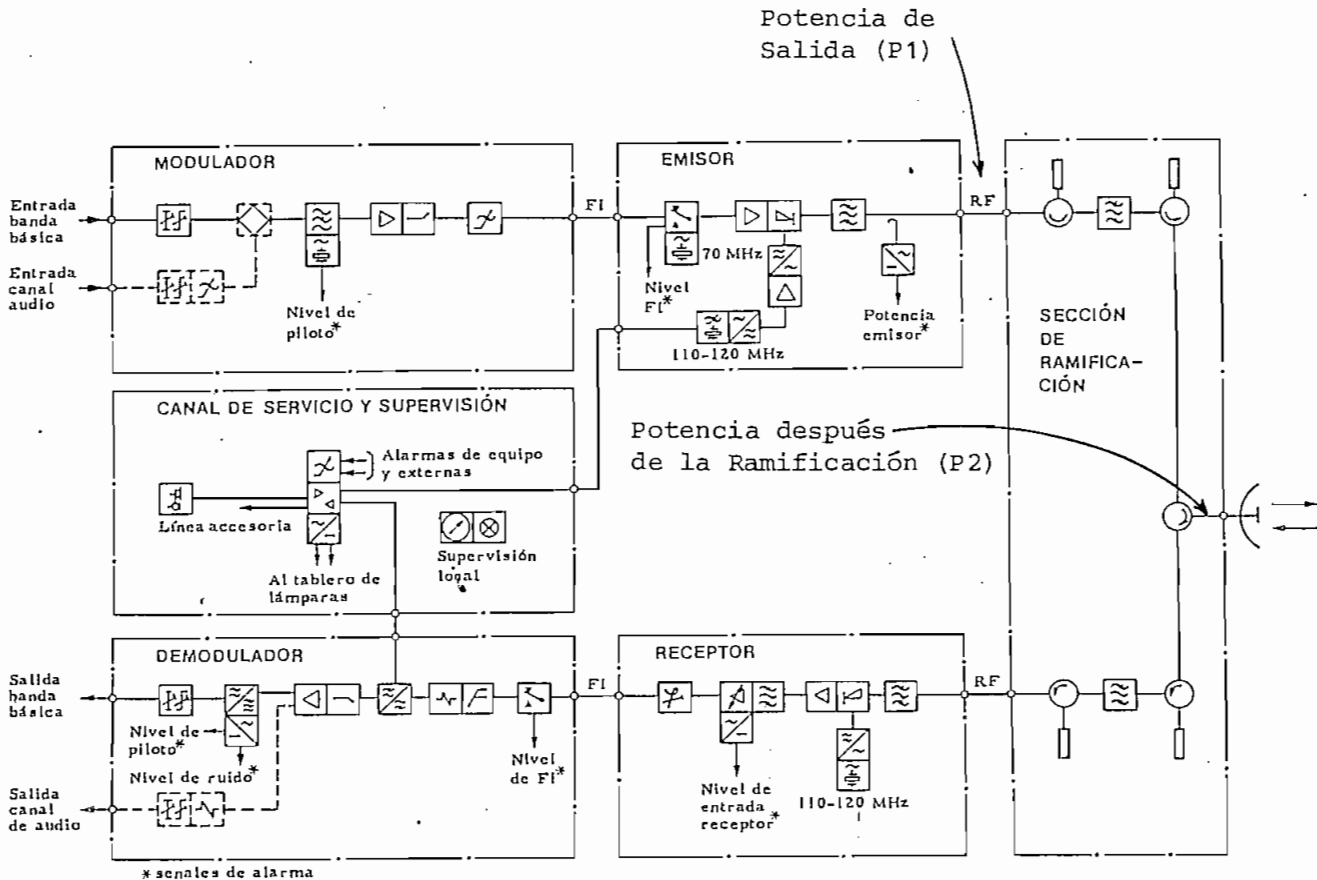 Potencia de
Salida (P1)
MODULADOR
EMISOR
Entrada
banda
básica
FI
RF
Entrada
canal
audio
Nivel de
piloto*
70 MHz
Nivel
FI*
Potencia
emisor*
110-120 MHz
SECCIÓN
DE
RAMIFICA-
CIÓN
CANAL DE SERVICIO Y SUPERVISIÓN
Alarmas de equipo
y externas
Línea accesoria
Supervisión
local
Al tablero de
lámparas
Potencia después
de la Ramificación (P2)
DEMODULADOR
RECEPTOR
Salida
banda
básica
FI
RF
Nivel de
piloto*
Nivel de ruido*
Nivel
de FI*
Nivel de
entrada
receptor*
110-120 MHz
Salida
canal
de audio
* senales de alarma